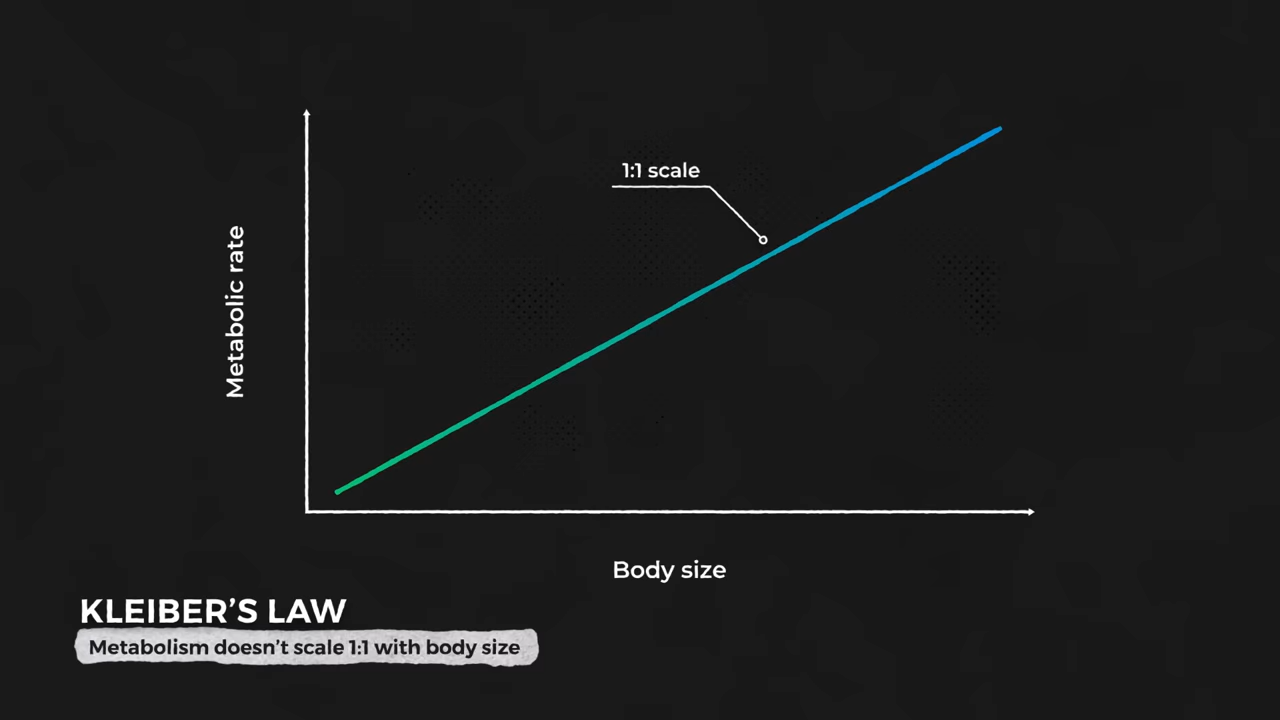 1:1 scale
Metabolic rate
Body size
KLEIBER’S LAW
Metabolism doesn’t scale 1:1 with body size